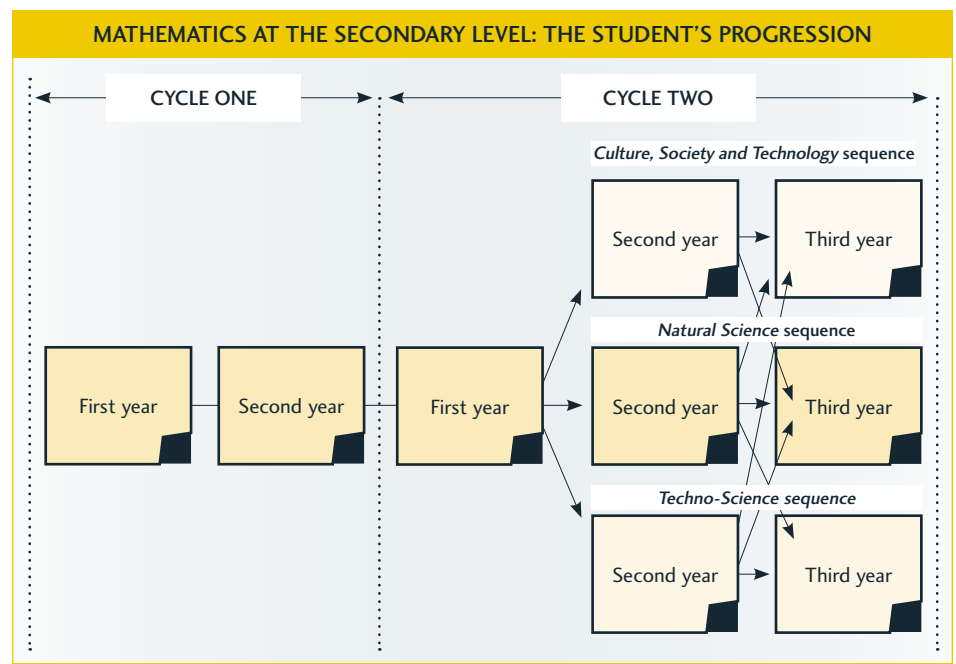 MATHEMATICS AT THE SECONDARY LEVEL: THE STUDENT’S PROGRESSION
CYCLE ONE
CYCLE TWO
Culture, Society and Technology sequence
Second year
Third year
Natural Science sequence
First year
Second year
First year
Second year
Third year
Techno-Science sequence
Second year
Third year